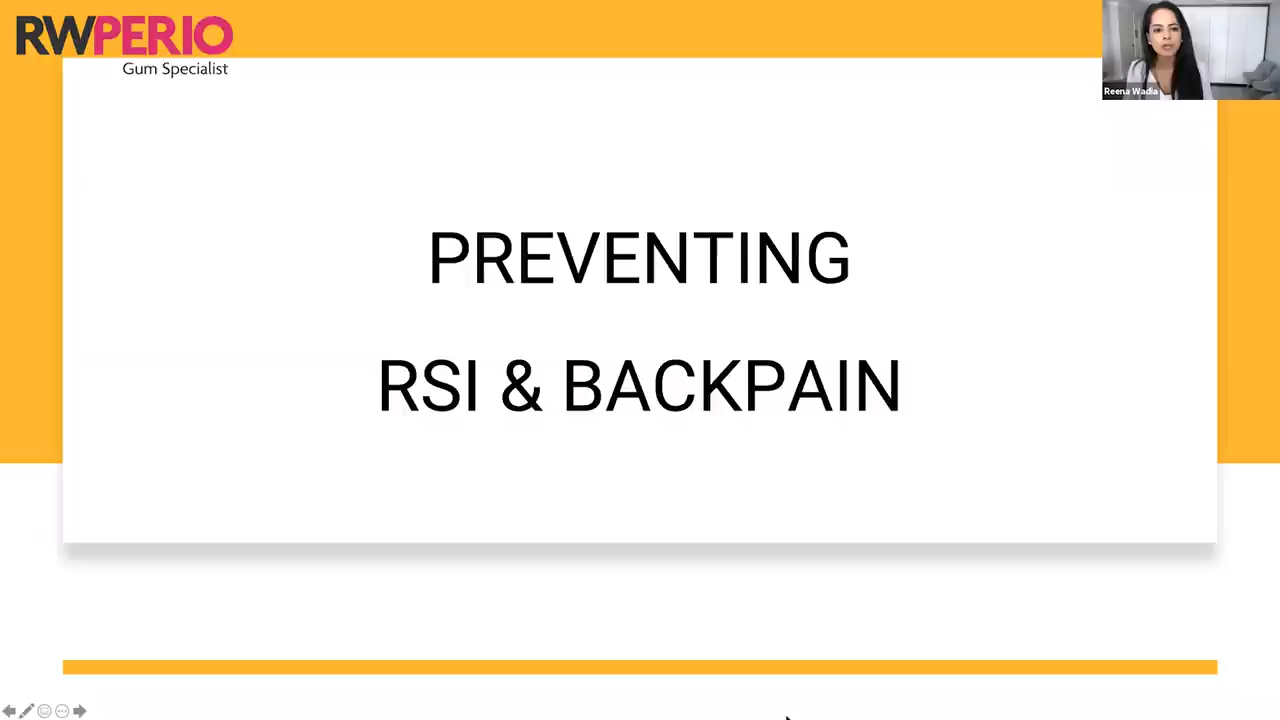 RWPERIO
Gum Specialist
Reena Wadia
PREVENTING
RSI & BACKPAIN